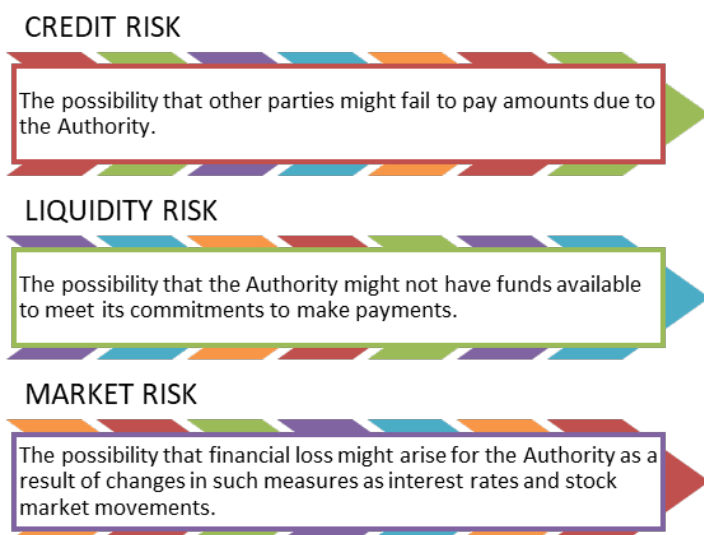 CREDIT RISK
The possibility that other parties might fail to pay amounts due to
the Authority.
LIQUIDITY RISK
The possibility that the Authority might not have funds available
to meet its commitments to make payments.
MARKET RISK
The possibility that financial loss might arise for the Authority as a
result of changes in such measures as interest rates and stock
market movements.